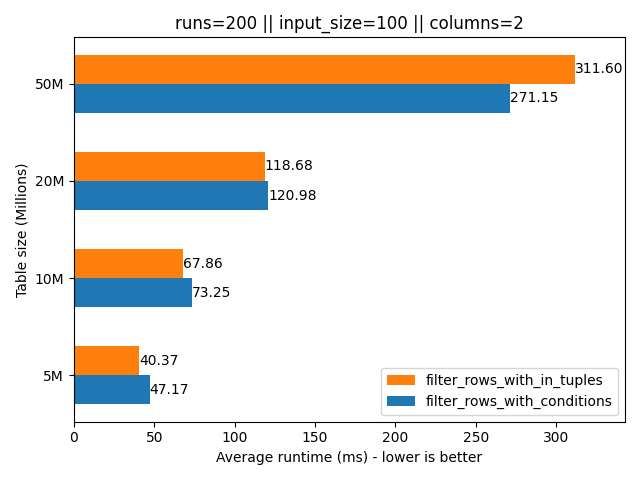 runs=200 || input_size=100 || columns=2
Table size (Millions)
50M
311.60
271.15
20M
118.68
120.98
10M
67.86
73.25
5M
40.37
47.17
filter_rows_with_in_tuples
filter_rows_with_conditions
0 50 100 150 200 250 300
Average runtime (ms) - lower is better